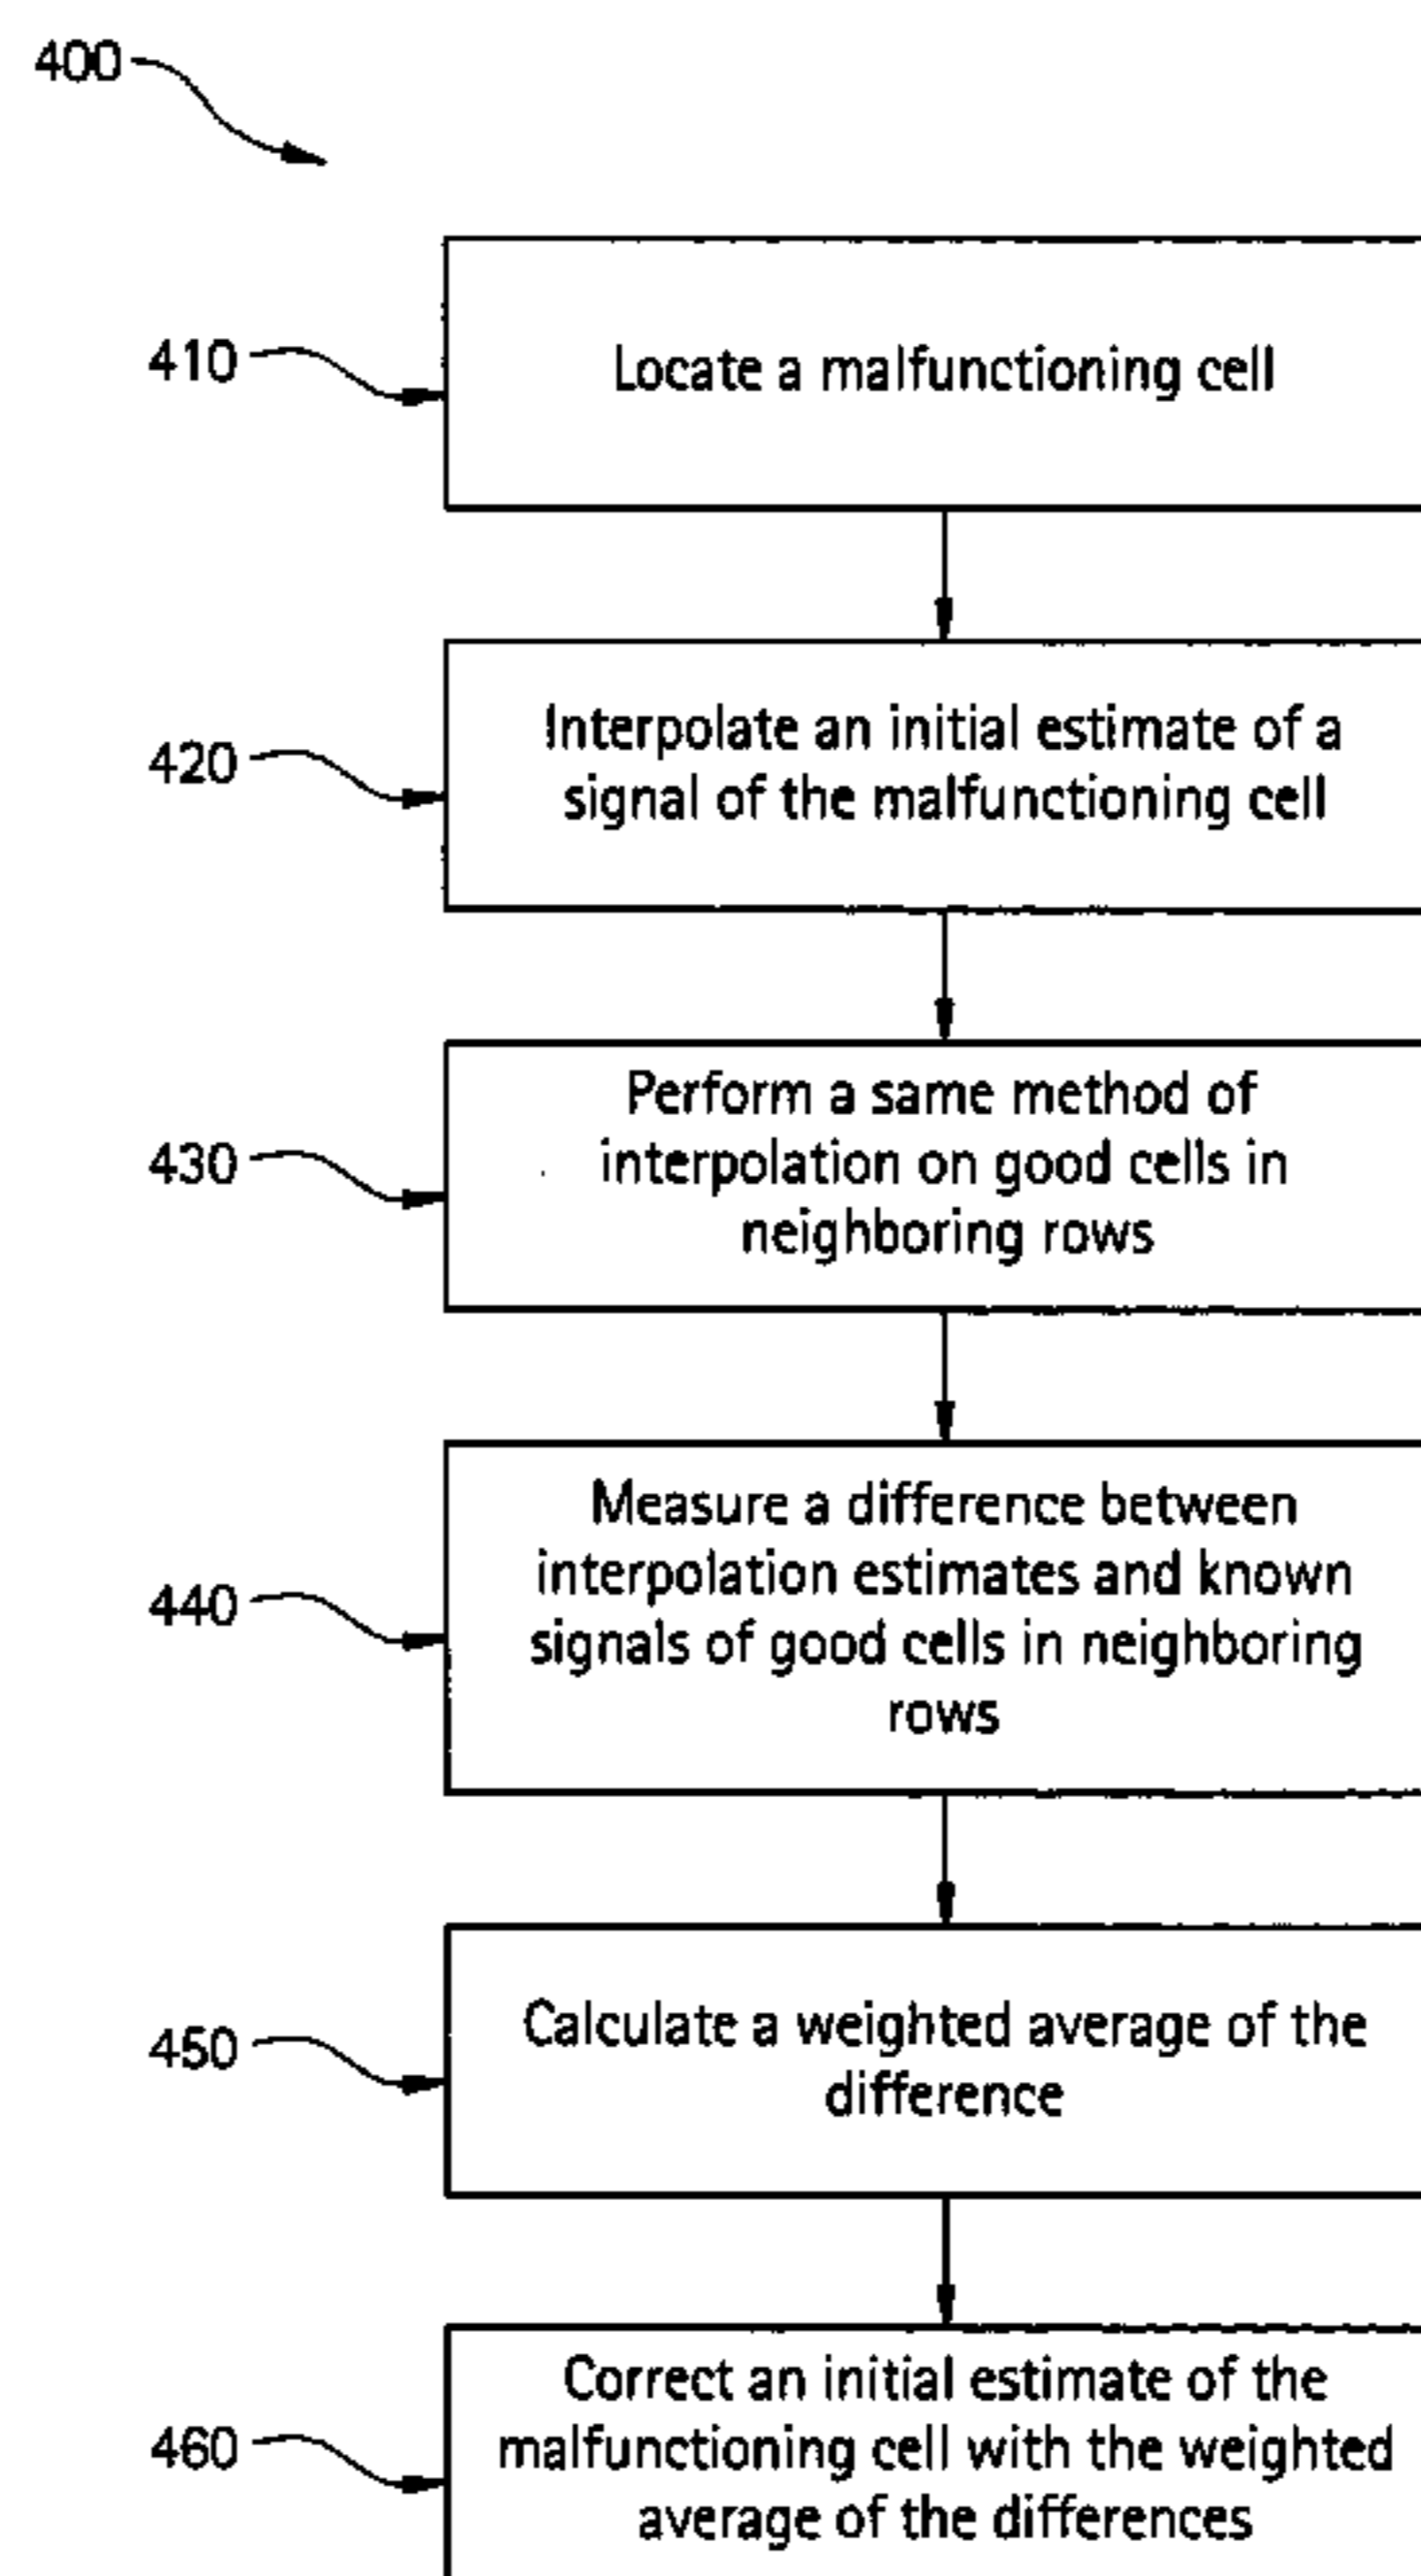 400
410
Locate a malfunctioning cell
420
Interpolate an initial estimate of a
signal of the malfunctioning cell
430
Perform a same method of
interpolation on good cells in
neighboring rows
440
Measure a difference between
interpolation estimates and known
signals of good cells in neighboring
rows
450
Calculate a weighted average of the
difference
460
Correct an initial estimate of the
malfunctioning cell with the weighted
average of the differences